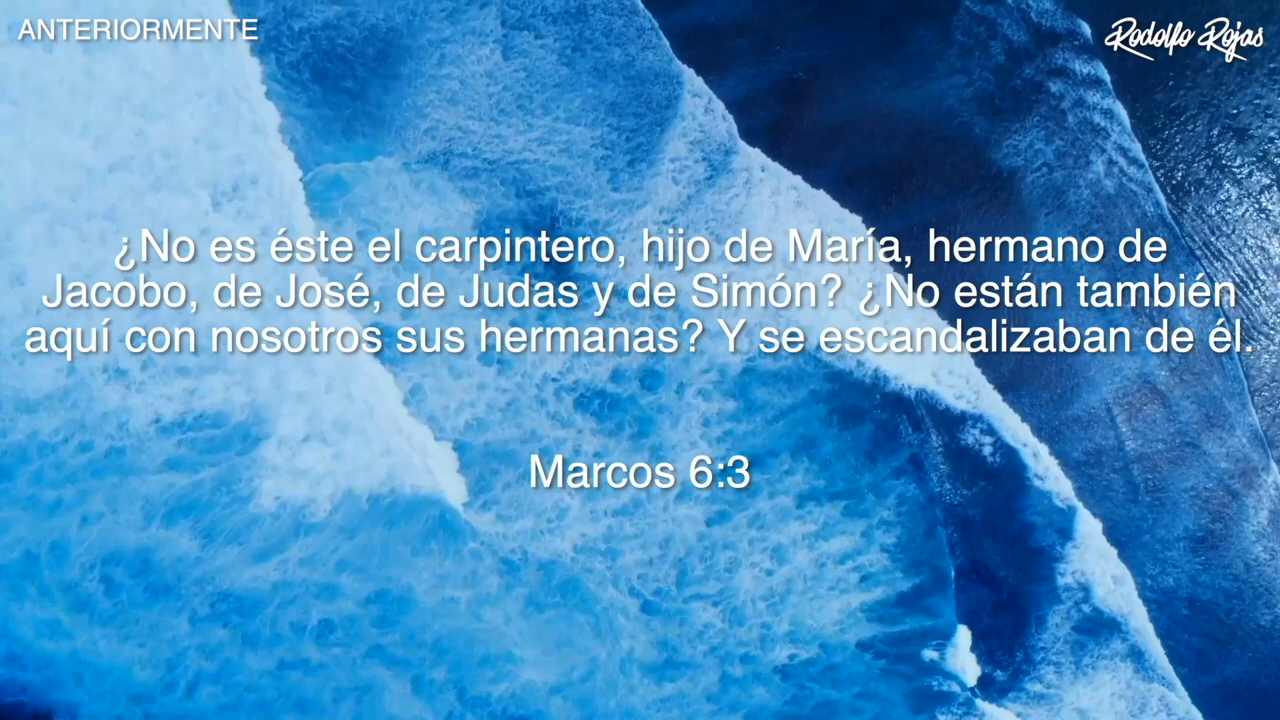 ANTERIORMENTE
Rodolfo Rojas
¿No es éste el carpintero, hijo de María, hermano de
Jacobo, de José, de Judas y de Simón? ¿No están también
aquí con nosotros sus hermanas? Y se escandalizaban de él.
Marcos 6:3